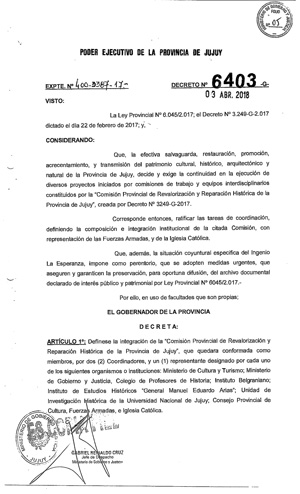 05
PODER EJECUTIVO DE LA PROVINCIA DE JUJUY
EXPTE. Nº 400-3387-17-
DECRETO Nº 6403 -G-
03 ABR. 2018
VISTO:
La Ley Provincial Nº 6.045/2.017; el Decreto Nº 3.249-G-2.017
dictado el día 22 de febrero de 2017; y,
CONSIDERANDO:
Que, la efectiva salvaguarda, restauración, promoción,
acrecentamiento, y transmisión del patrimonio cultural, histórico, arquitectónico y
natural de la Provincia de Jujuy, decide y exige la continuidad en la ejecución de
diversos proyectos iniciados por comisiones de trabajo y equipos interdisciplinarios
constituidos por la "Comisión Provincial de Revalorización y Reparación Histórica de la
Provincia de Jujuy", creada por Decreto Nº 3249-G-2017.
Corresponde entonces, ratificar las tareas de coordinación,
definiendo la composición e integración institucional de la citada Comisión, con
representación de las Fuerzas Armadas, y de la Iglesia Católica.
Que, además, la situación coyuntural especifica del Ingenio
La Esperanza, impone como perentorio, que se adopten medidas urgentes, que
aseguren y garanticen la preservación, para oportuna difusión, del archivo documental
declarado de interés público y patrimonial por Ley Provincial Nº 6045/2.017.-
Por ello, en uso de facultades que son propias;
EL GOBERNADOR DE LA PROVINCIA
D E C R E T A:
ARTÍCULO 1º: Defínese la integración de la "Comisión Provincial de Revalorización y
Reparación Histórica de la Provincia de Jujuy", que quedara conformada como
miembros, por dos (2) Coordinadores, y un (1) representante designado por cada uno
de los siguientes organismos o instituciones: Ministerio de Cultura y Turismo; Ministerio
de Gobierno y Justicia, Colegio de Profesores de Historia; Instituto Belgraniano;
Instituto de Estudios Históricos "General Manuel Eduardo Arias"; Unidad de
Investigación Histórica de la Universidad Nacional de Jujuy; Consejo Provincial de
Cultura, Fuerzas Armadas, e Iglesia Católica.
GABRIEL REINALDO CRUZ
Jefe de Despacho
Ministerio de Gobierno y Justicia
JUJUY